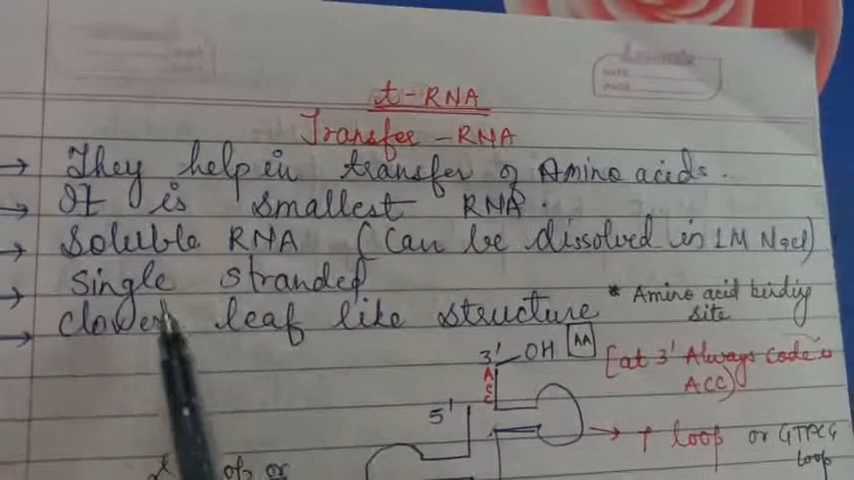 t-RNA
Transfer-RNA
→ They help in transfer of Amino acids.
→ It is smallest RNA.
→ Soluble RNA (Can be dissolved in 1M Nacl)
→ Single stranded
→ Clover leaf like structure
* Amino acid binding site
3' OH AA
[at 3' Always code is ACC]
A
C
C
5'
→ T loop or GTΨCG loop
or